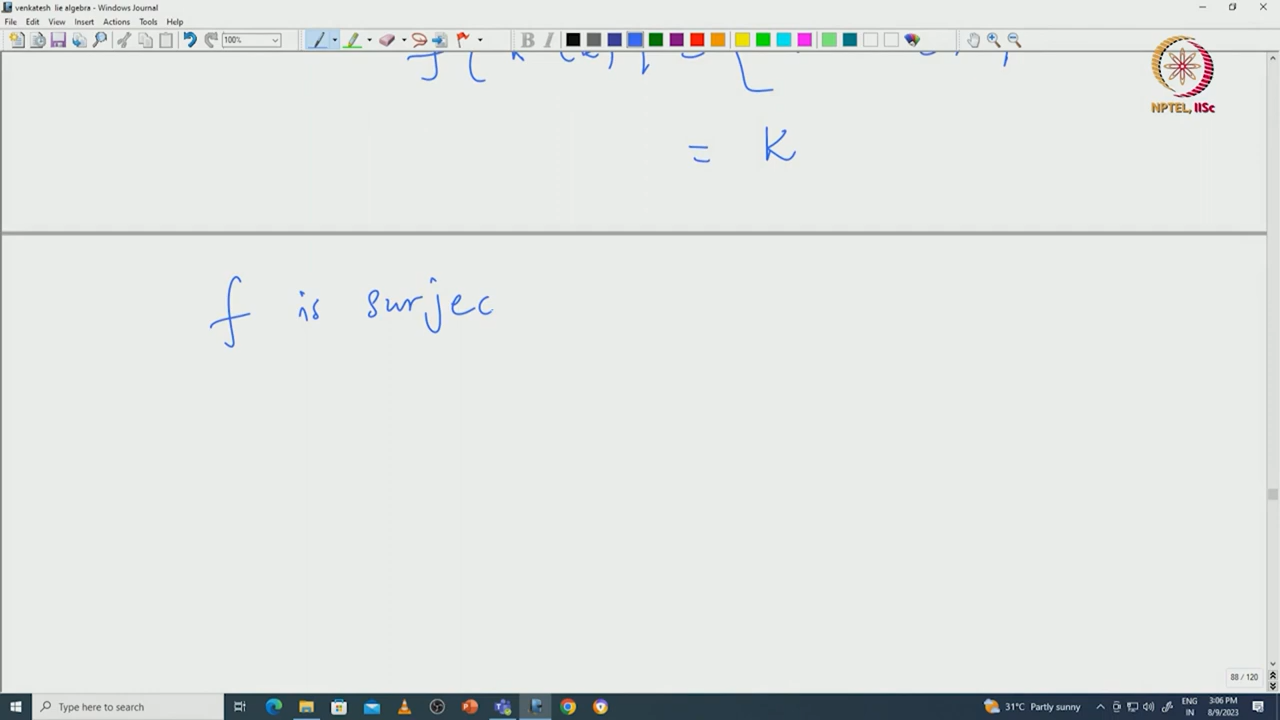 venkatesh lie algebra - Windows Journal
File Edit View Insert Actions Tools Help
100%
NPTEL, IISc
= K
f is surjec
88 / 120
Type here to search
31°C Partly sunny
ENG
IN
3:06 PM
8/9/2023